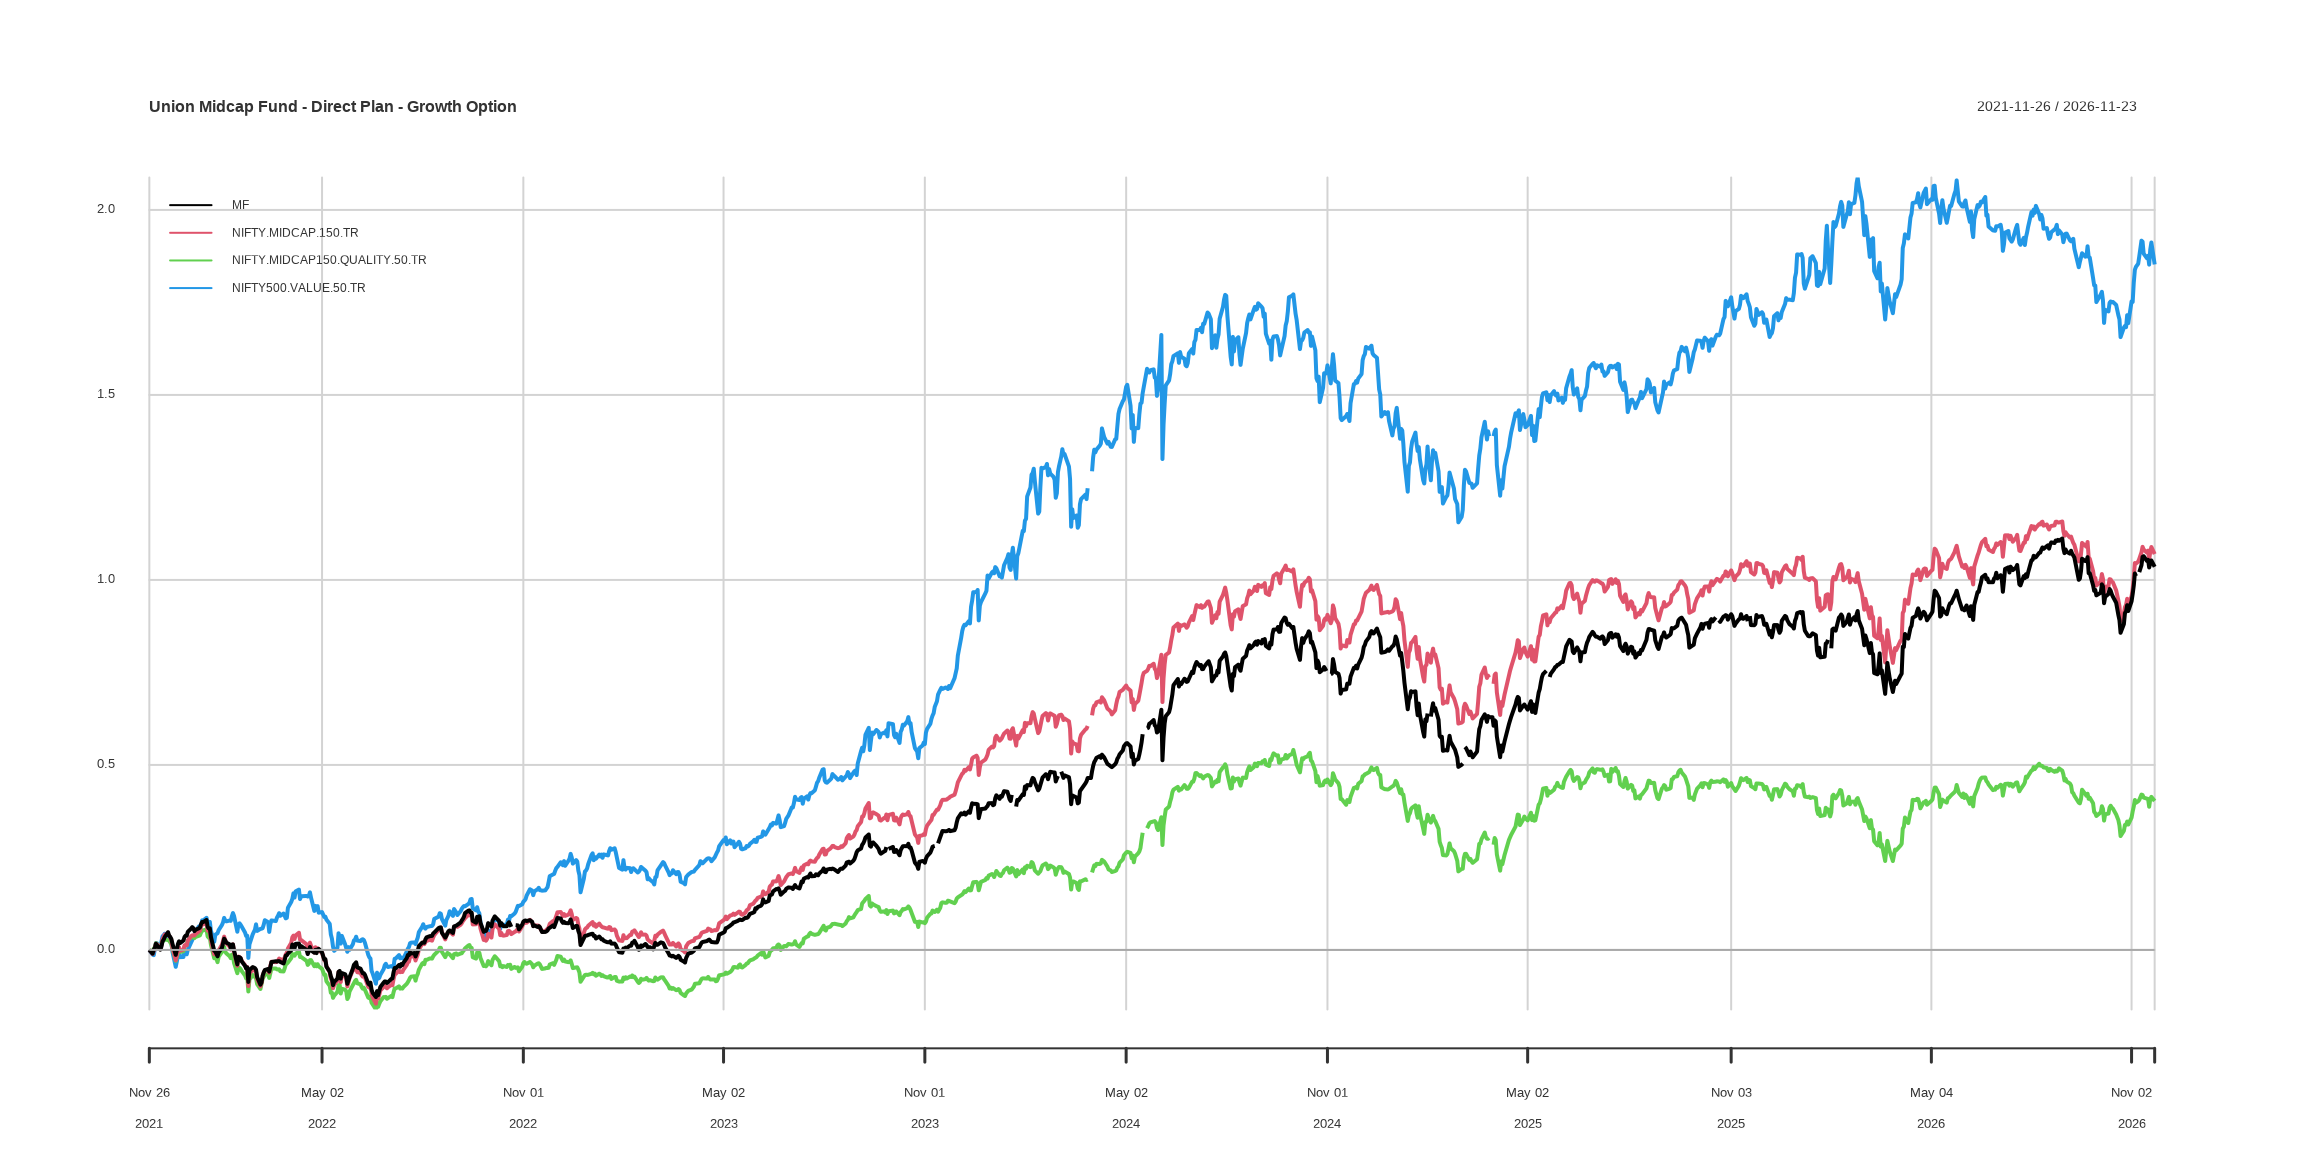 Union Midcap Fund - Direct Plan - Growth Option
2021-11-26 / 2026-11-23
MF
NIFTY.MIDCAP.150.TR
NIFTY.MIDCAP150.QUALITY.50.TR
NIFTY500.VALUE.50.TR
2.0
1.5
1.0
0.5
0.0
Nov 26 May 02 Nov 01 May 02 Nov 01 May 02 Nov 01 May 02 Nov 03 May 04 Nov 02
2021 2022 2022 2023 2023 2024 2024 2025 2025 2026 2026